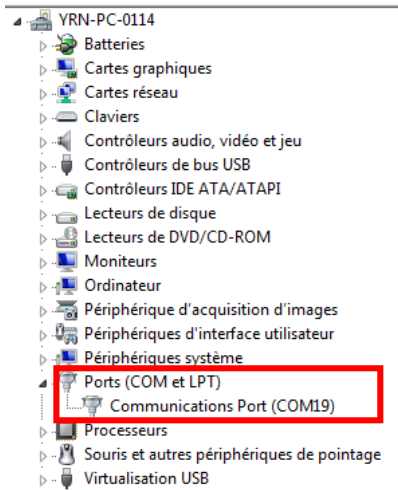 YRN-PC-0114
Batteries
Cartes graphiques
Cartes réseau
Claviers
Contrôleurs audio, vidéo et jeu
Contrôleurs de bus USB
Contrôleurs IDE ATA/ATAPI
Lecteurs de disque
Lecteurs de DVD/CD-ROM
Moniteurs
Ordinateur
Périphérique d'acquisition d'images
Périphériques d'interface utilisateur
Périphériques système
Ports (COM et LPT)
Communications Port (COM19)
Processeurs
Souris et autres périphériques de pointage
Virtualisation USB